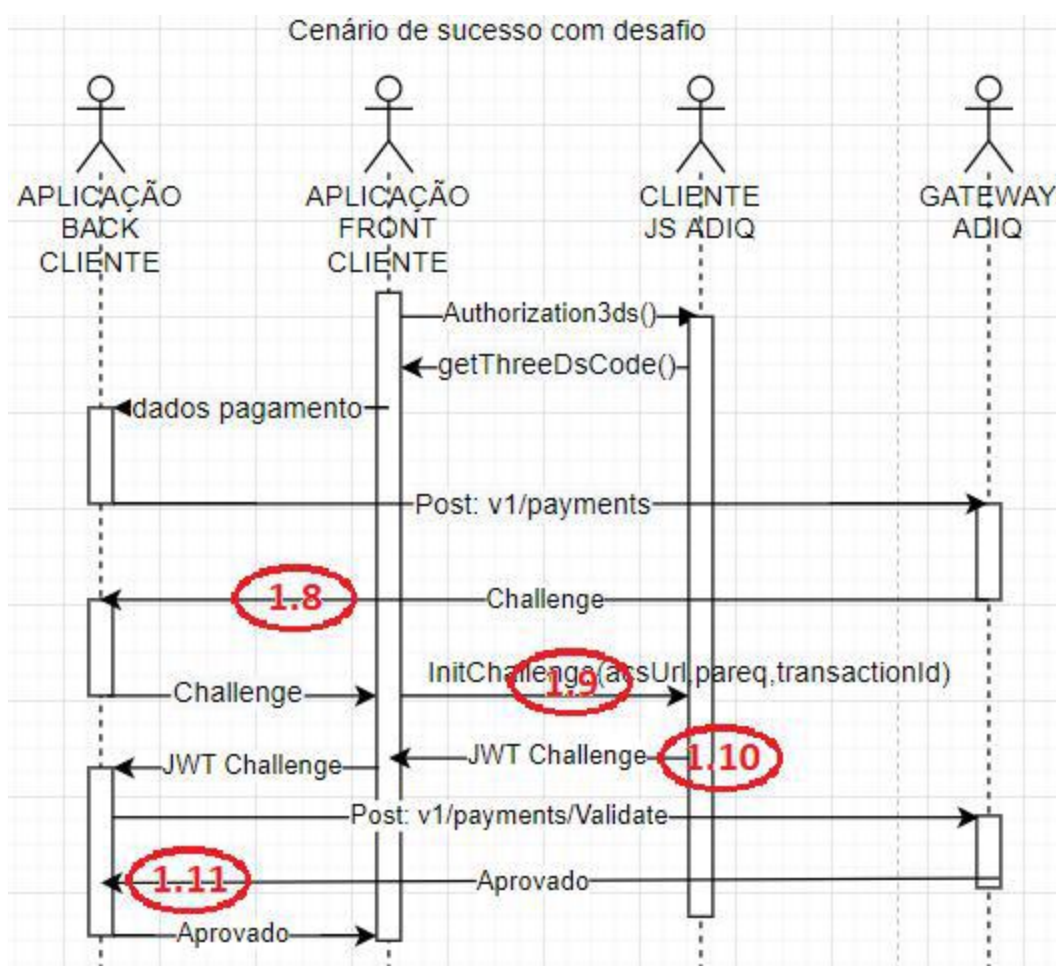 Cenário de sucesso com desafio
APLICAÇÃO
BACK
CLIENTE
APLICAÇÃO
FRONT
CLIENTE
CLIENTE
JS ADIQ
GATEWAY
ADIQ
Authorization3ds()
getThreeDsCode()
dados pagamento
Post: v1/payments
1.8
Challenge
InitChallenge(acsUrl,pareq,transactionId)
1.9
Challenge
JWT Challenge
1.10
JWT Challenge
Post: v1/payments/Validate
1.11
Aprovado
Aprovado